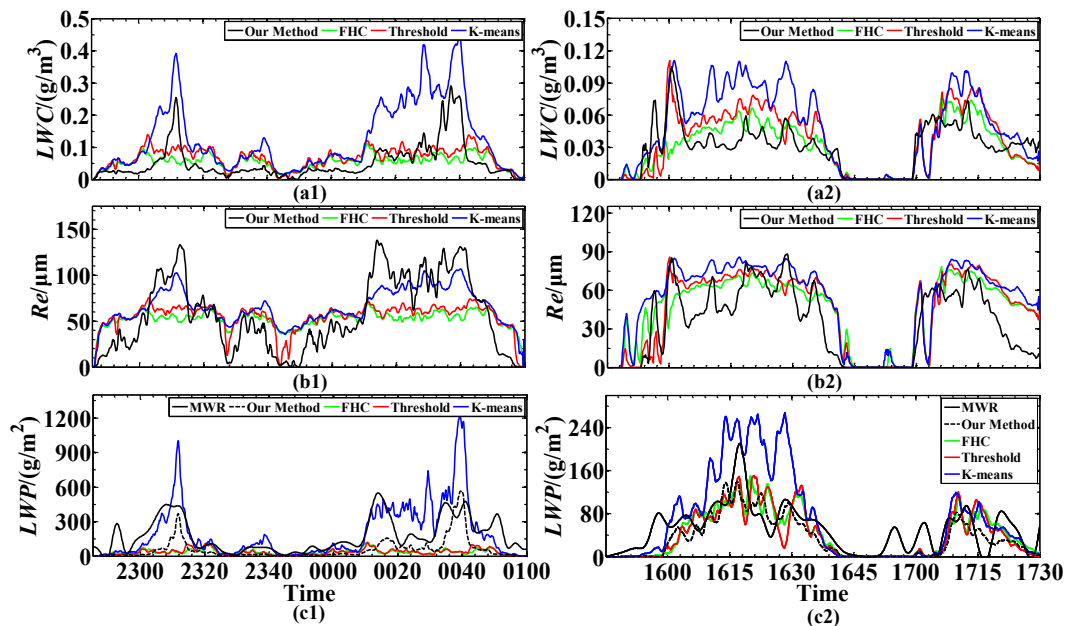 Our Method FHC Threshold K-means
LWC/(g/m³)
0.5
0.4
0.3
0.2
0.1
0
(a1)
Our Method FHC Threshold K-means
LWC/(g/m³)
0.15
0.12
0.09
0.06
0.03
0
(a2)
Our Method FHC Threshold K-means
Re/μm
150
100
50
0
(b1)
Our Method FHC Threshold K-means
Re/μm
120
90
60
30
0
(b2)
MWR Our Method FHC Threshold K-means
LWP/(g/m²)
1200
900
600
300
0
2300 2320 2340 0000 0020 0040 0100
Time
(c1)
MWR
Our Method
FHC
Threshold
K-means
LWP/(g/m²)
240
160
80
0
1600 1615 1630 1645 1700 1715 1730
Time
(c2)